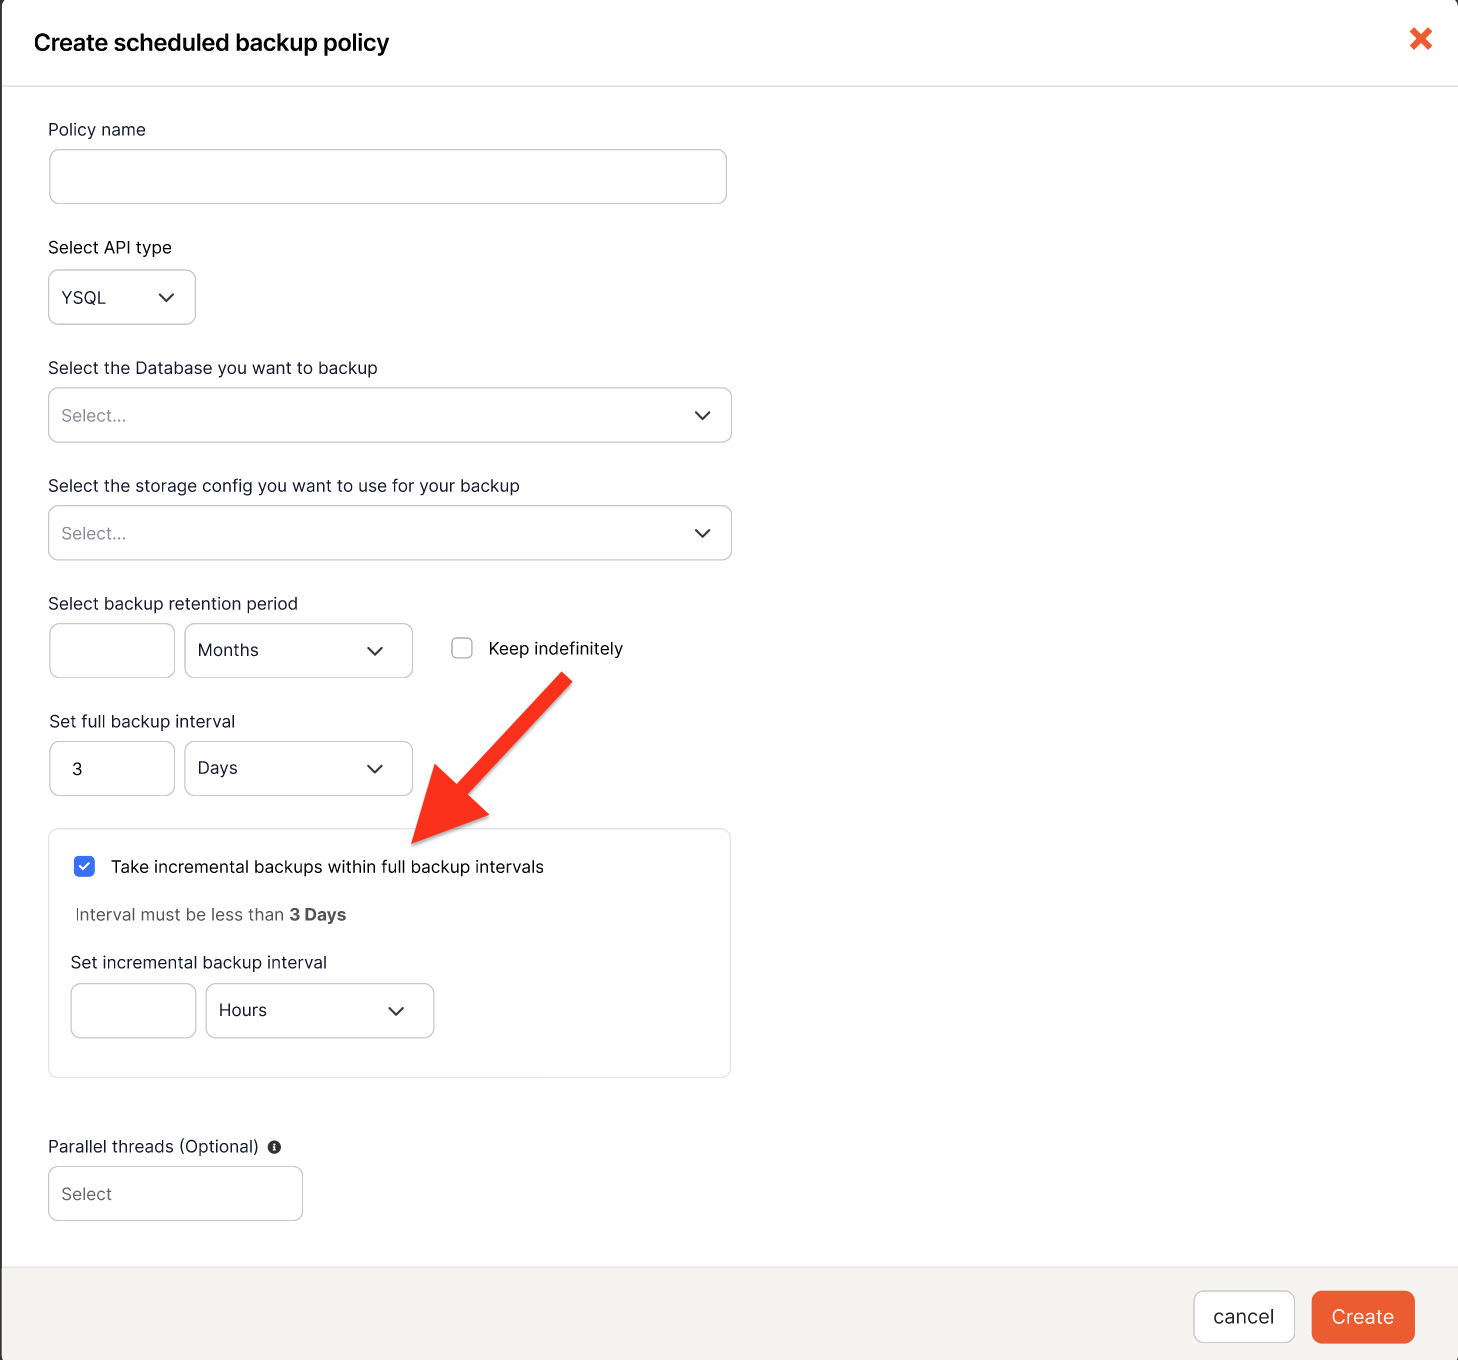 Create scheduled backup policy
Policy name
Select API type
YSQL
Select the Database you want to backup
Select...
Select the storage config you want to use for your backup
Select...
Select backup retention period
Months
Keep indefinitely
Set full backup interval
3
Days
Take incremental backups within full backup intervals
Interval must be less than 3 Days
Set incremental backup interval
Hours
Parallel threads (Optional)
Select
cancel
Create